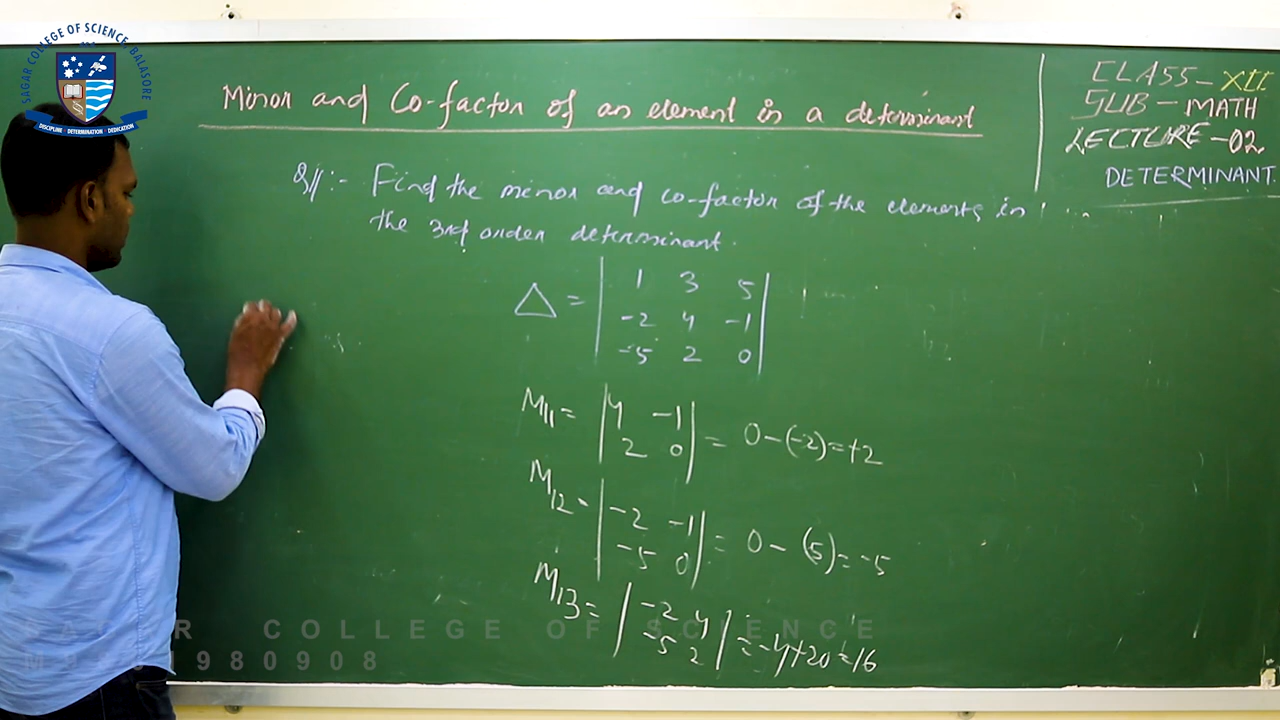 SAGAR COLLEGE OF SCIENCE, BALASORE
DISCIPLINE · DETERMINATION · DEDICATION
CLASS - XII
SUB - MATH
LECTURE - 02
DETERMINANT
Minor and Co-factor of an element in a determinant
Q1/:- Find the minor and co-factor of the elements in
the 3rd order determinant.
△ = | 1 3 5 |
| -2 4 -1 |
| -5 2 0 |
M11 = | 4 -1 |
| 2 0 | = 0-(-2)=+2
M12 = | -2 -1 |
| -5 0 | = 0-(5)=-5
M13 = | -2 4 |
| -5 2 | = -4+20=16
COLLEGE OF SCIENCE
1980908